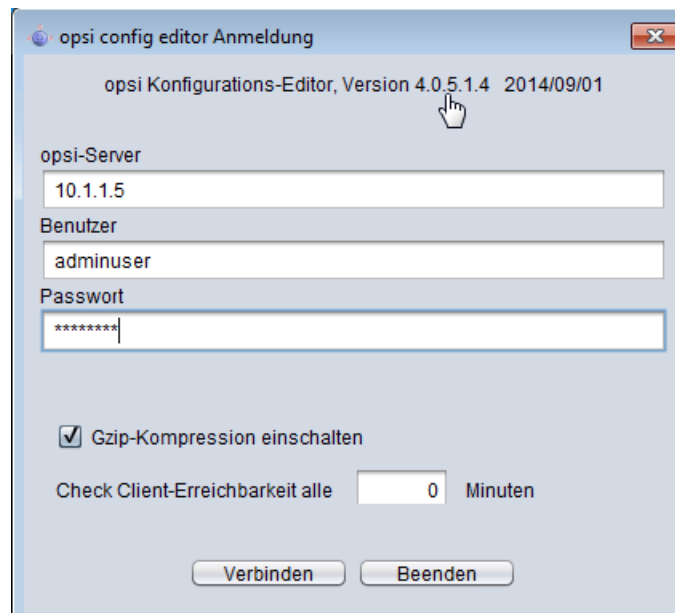 opsi config editor Anmeldung
opsi Konfigurations-Editor, Version 4.0.5.1.4 2014/09/01
opsi-Server
10.1.1.5
Benutzer
adminuser
Passwort
********
Gzip-Kompression einschalten
Check Client-Erreichbarkeit alle 0 Minuten
Verbinden Beenden